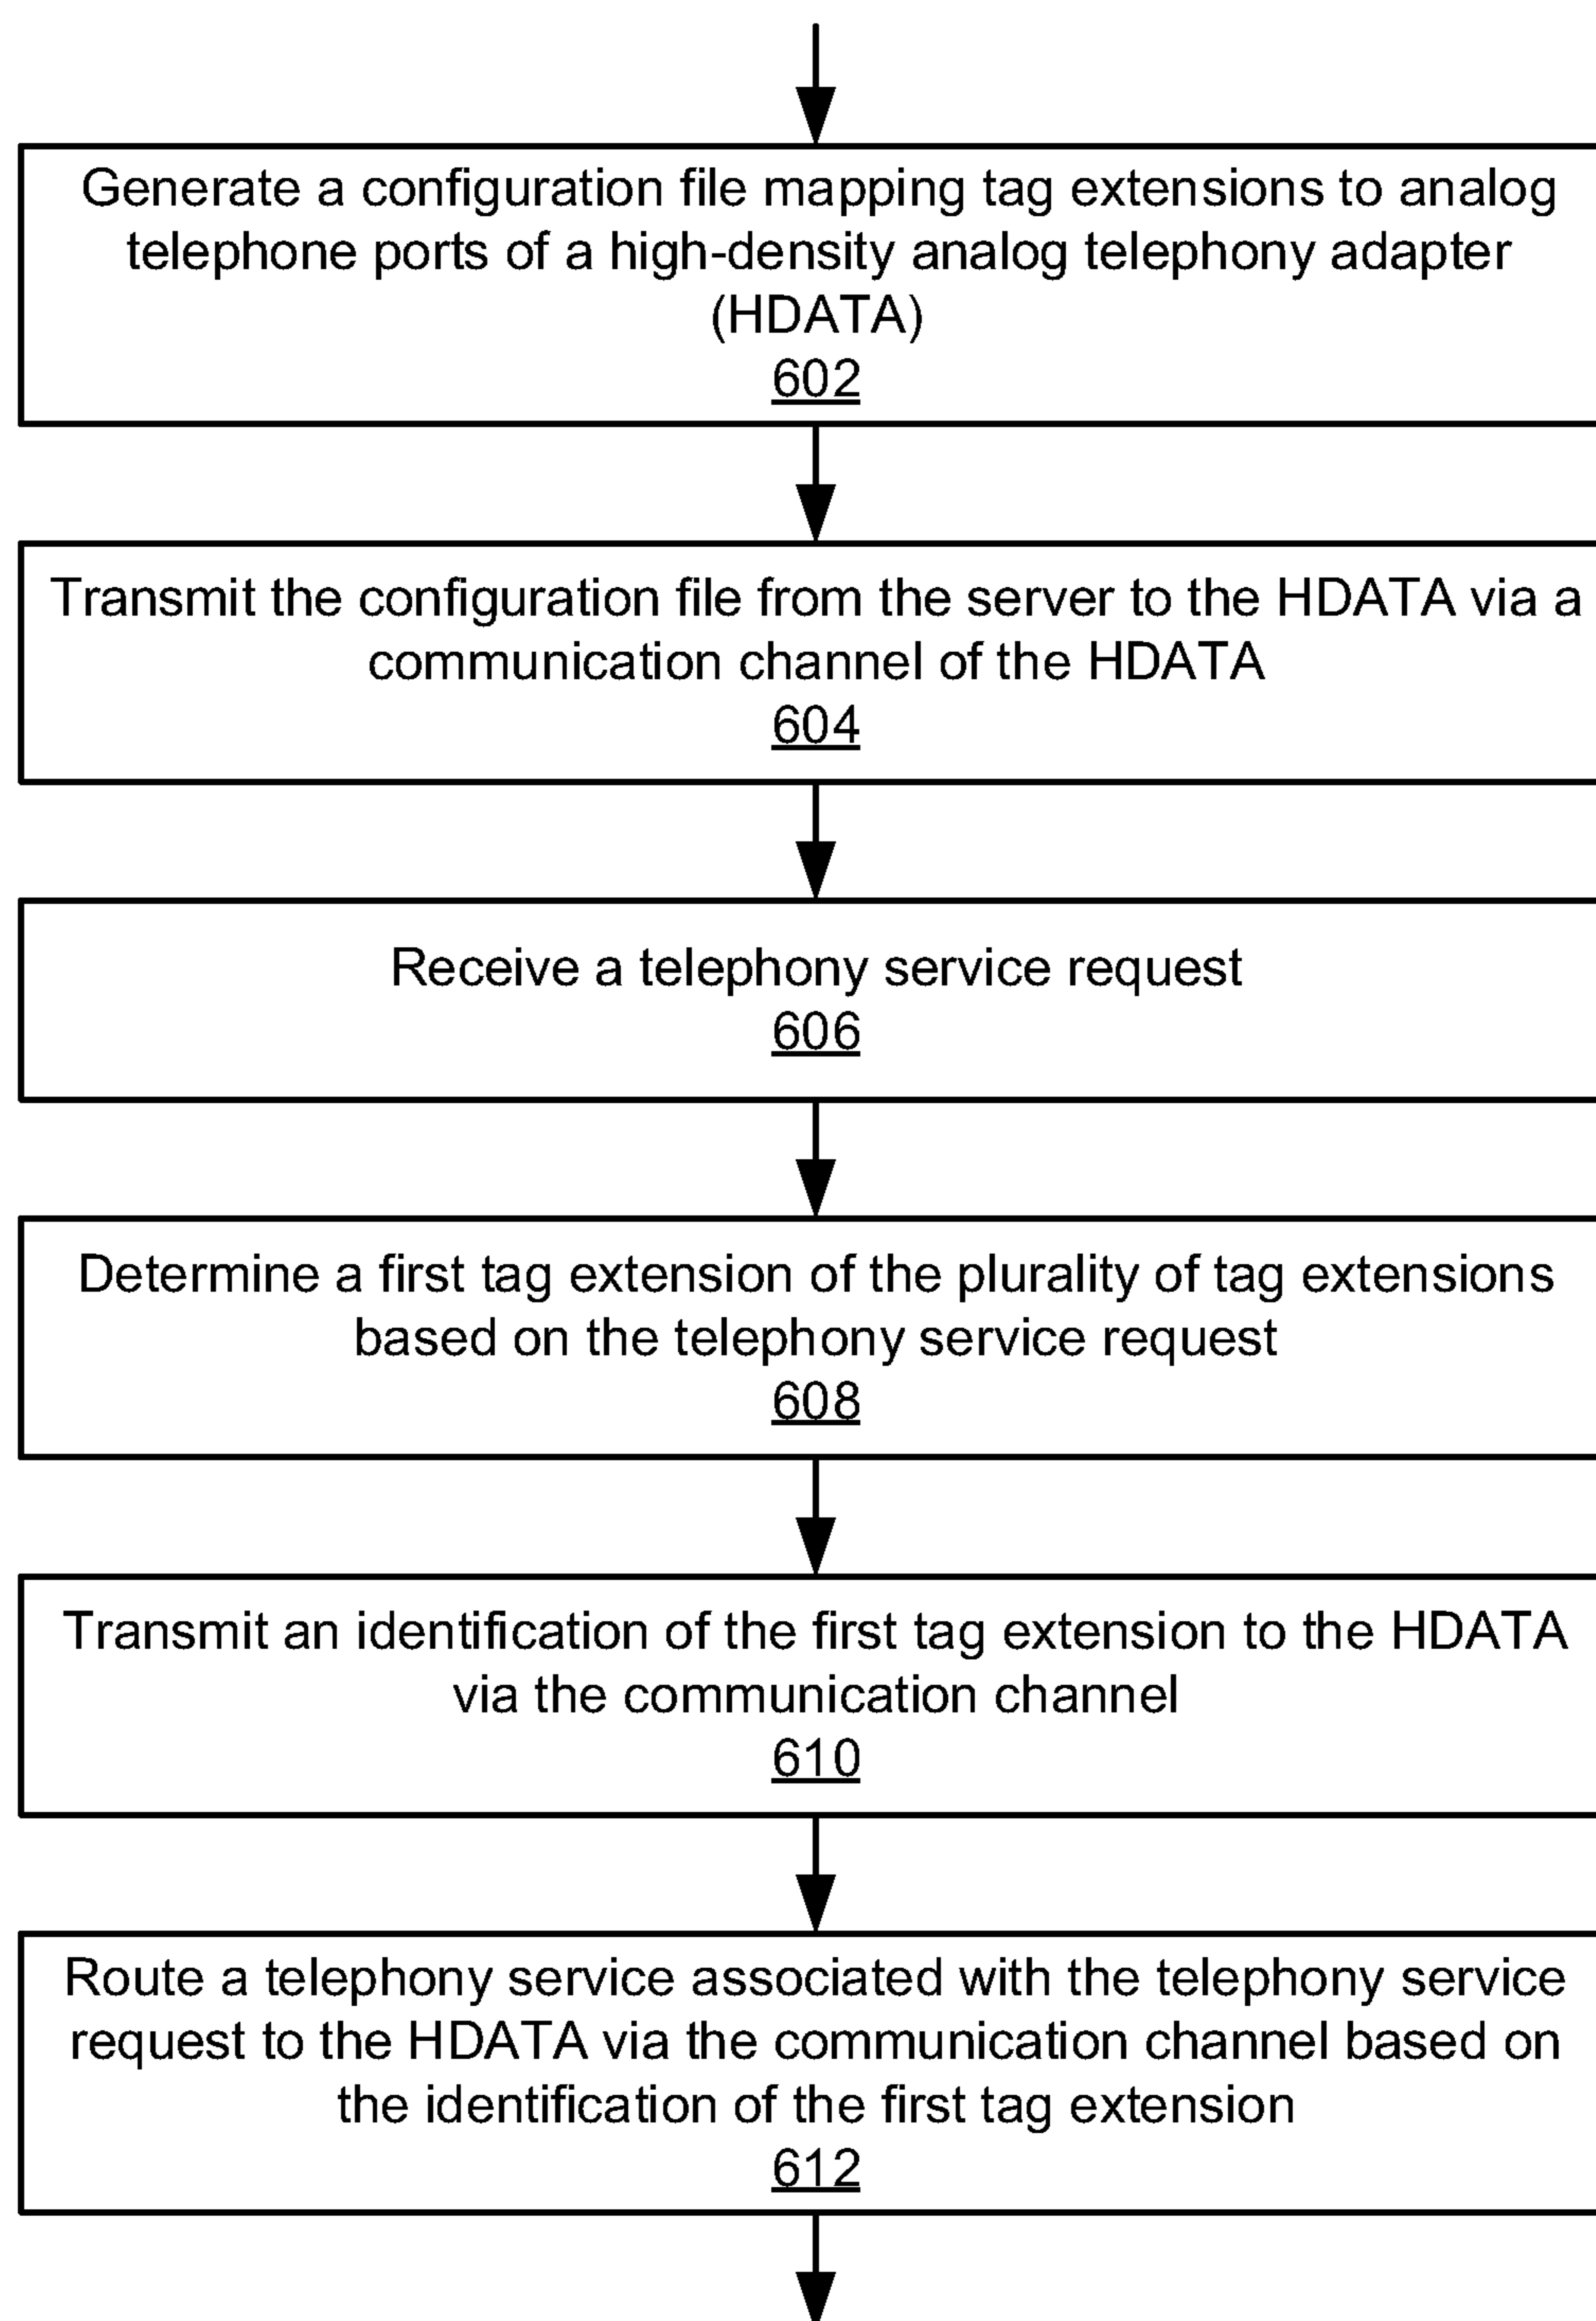 Generate a configuration file mapping tag extensions to analog
telephone ports of a high-density analog telephony adapter
(HDATA)
602
Transmit the configuration file from the server to the HDATA via a
communication channel of the HDATA
604
Receive a telephony service request
606
Determine a first tag extension of the plurality of tag extensions
based on the telephony service request
608
Transmit an identification of the first tag extension to the HDATA
via the communication channel
610
Route a telephony service associated with the telephony service
request to the HDATA via the communication channel based on
the identification of the first tag extension
612